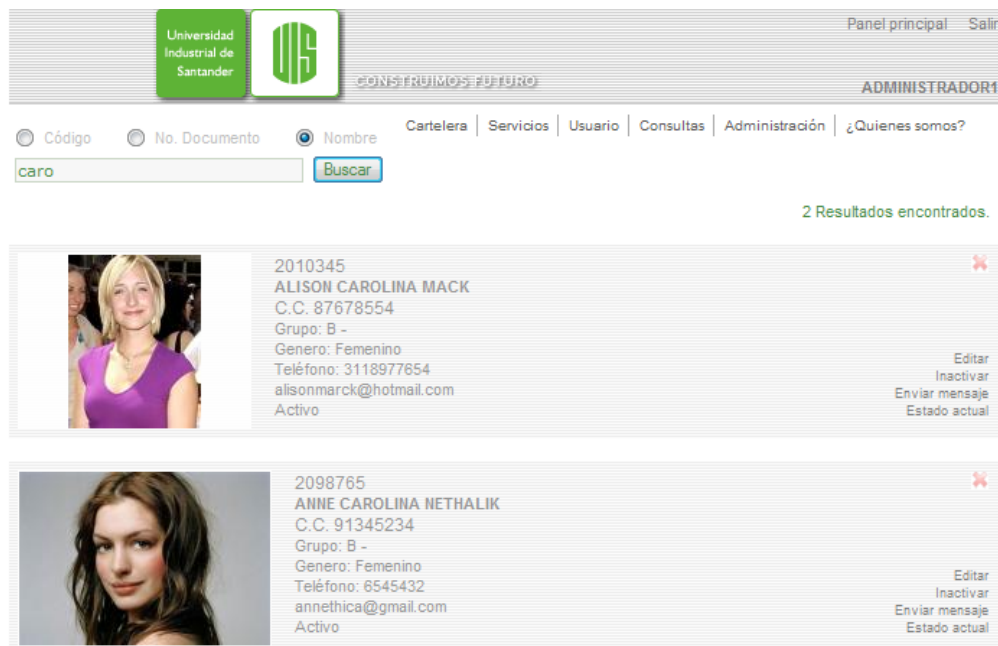 Universidad
Industrial de
Santander
UIS
CONSTRUIMOS FUTURO
Panel principal Salir
ADMINISTRADOR1
Código No. Documento Nombre
Cartelera Servicios Usuario Consultas Administración ¿Quienes somos?
caro Buscar
2 Resultados encontrados.
2010345
ALISON CAROLINA MACK
C.C. 87678554
Grupo: B -
Genero: Femenino
Teléfono: 3118977654
alisonmarck@hotmail.com
Activo
Editar
Inactivar
Enviar mensaje
Estado actual
2098765
ANNE CAROLINA NETHALIK
C.C. 91345234
Grupo: B -
Genero: Femenino
Teléfono: 6545432
annethica@gmail.com
Activo
Editar
Inactivar
Enviar mensaje
Estado actual